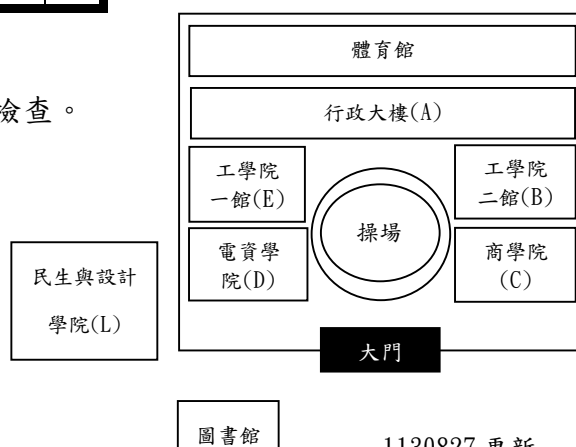 檢查。
體育館
行政大樓(A)
工學院
一館(E)
工學院
二館(B)
操場
電資學
院(D)
商學院
(C)
民生與設計
學院(L)
大門
圖書館
1130827 更新